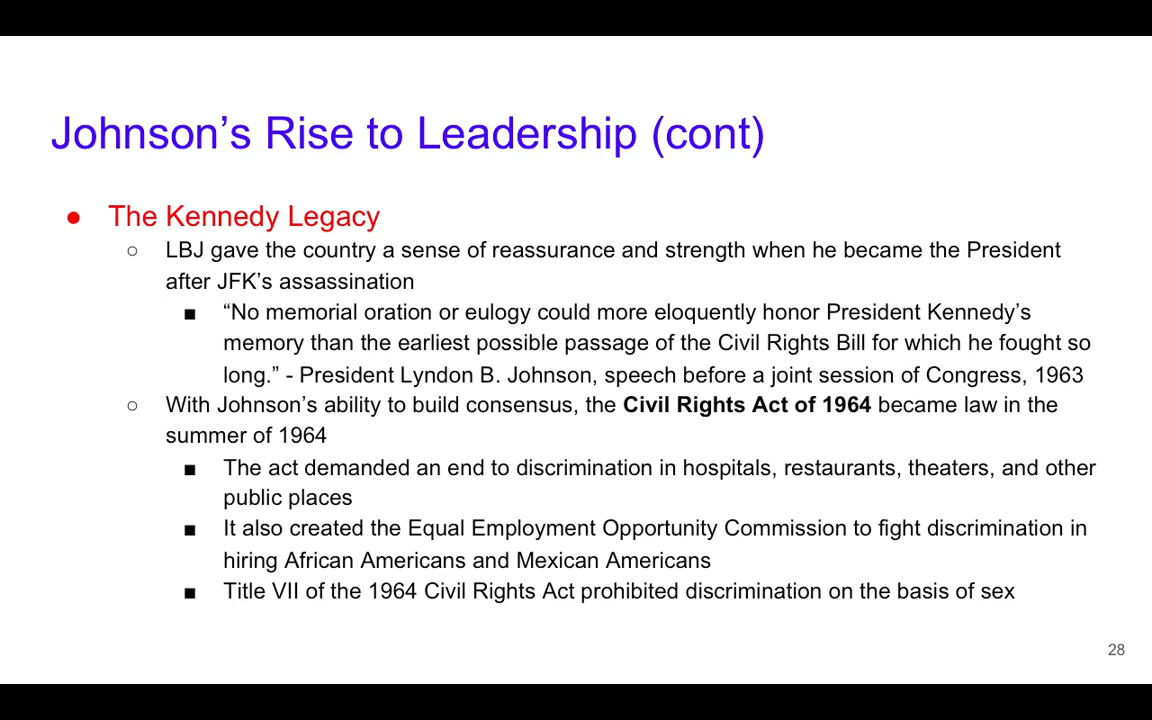 Johnson’s Rise to Leadership (cont)
● The Kennedy Legacy
○ LBJ gave the country a sense of reassurance and strength when he became the President
after JFK’s assassination
■ “No memorial oration or eulogy could more eloquently honor President Kennedy’s
memory than the earliest possible passage of the Civil Rights Bill for which he fought so
long.” - President Lyndon B. Johnson, speech before a joint session of Congress, 1963
○ With Johnson’s ability to build consensus, the Civil Rights Act of 1964 became law in the
summer of 1964
■ The act demanded an end to discrimination in hospitals, restaurants, theaters, and other
public places
■ It also created the Equal Employment Opportunity Commission to fight discrimination in
hiring African Americans and Mexican Americans
■ Title VII of the 1964 Civil Rights Act prohibited discrimination on the basis of sex
28